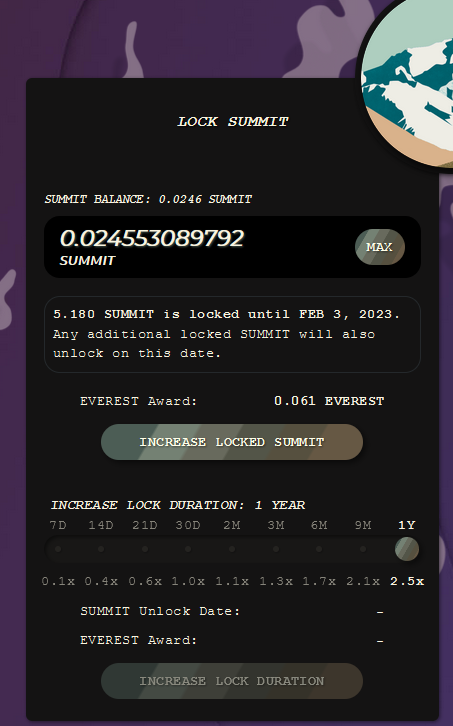 LOCK SUMMIT
SUMMIT BALANCE: 0.0246 SUMMIT
0.024553089792
MAX
SUMMIT
5.180 SUMMIT is locked until FEB 3, 2023.
Any additional locked SUMMIT will also
unlock on this date.
EVEREST Award: 0.061 EVEREST
INCREASE LOCKED SUMMIT
INCREASE LOCK DURATION: 1 YEAR
7D 14D 21D 30D 2M 3M 6M 9M 1Y
0.1x 0.4x 0.6x 1.0x 1.1x 1.3x 1.7x 2.1x 2.5x
SUMMIT Unlock Date: –
EVEREST Award: –
INCREASE LOCK DURATION